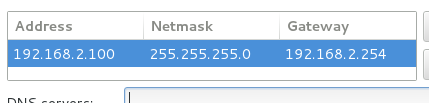 Address Netmask Gateway
192.168.2.100 255.255.255.0 192.168.2.254
DNS servers: